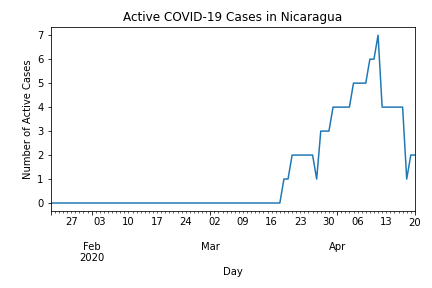 Active COVID-19 Cases in Nicaragua
7
6
5
4
3
2
1
0
Number of Active Cases
27 03 10 17 24 02 09 16 23 30 06 13 20
Feb Mar Apr
2020
Day